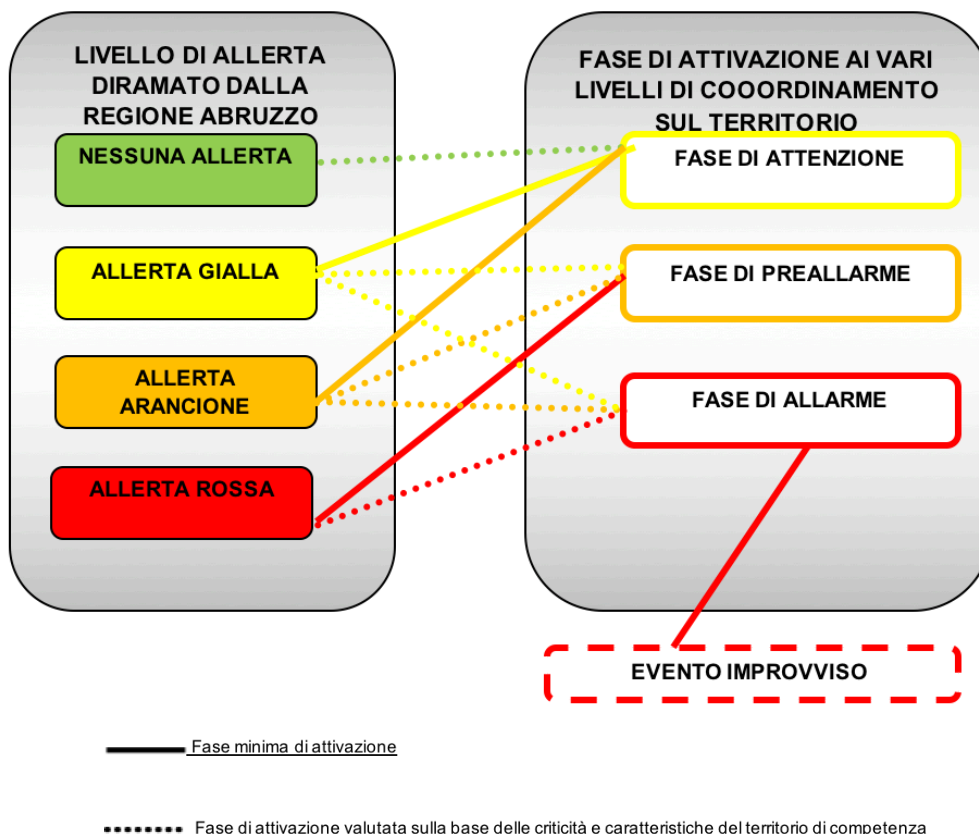 LIVELLO DI ALLERTA
DIRAMATO DALLA
REGIONE ABRUZZO
NESSUNA ALLERTA
ALLERTA GIALLA
ALLERTA
ARANCIONE
ALLERTA ROSSA
FASE DI ATTIVAZIONE AI VARI
LIVELLI DI COOORDINAMENTO
SUL TERRITORIO
FASE DI ATTENZIONE
FASE DI PREALLARME
FASE DI ALLARME
EVENTO IMPROVVISO
Fase minima di attivazione
Fase di attivazione valutata sulla base delle criticità e caratteristiche del territorio di competenza